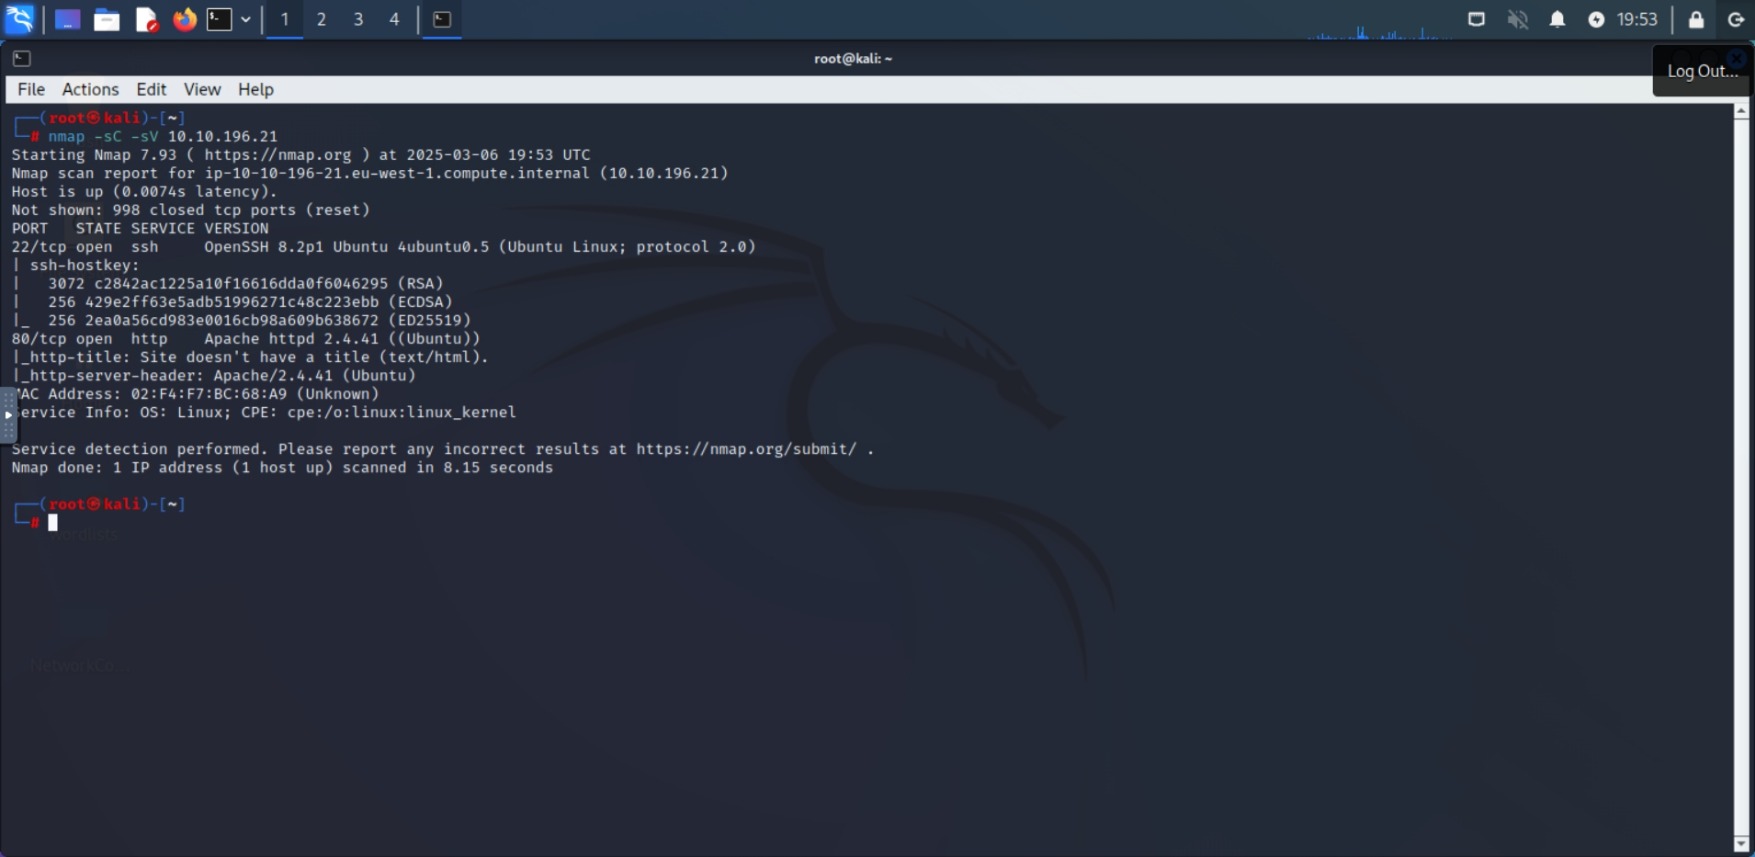 1 2 3 4 19:53
root@kali: ~
Log Out...
File Actions Edit View Help
┌──(root㉿kali)-[~]
└─# nmap -sC -sV 10.10.196.21
Starting Nmap 7.93 ( https://nmap.org ) at 2025-03-06 19:53 UTC
Nmap scan report for ip-10-10-196-21.eu-west-1.compute.internal (10.10.196.21)
Host is up (0.0074s latency).
Not shown: 998 closed tcp ports (reset)
PORT   STATE SERVICE VERSION
22/tcp open  ssh     OpenSSH 8.2p1 Ubuntu 4ubuntu0.5 (Ubuntu Linux; protocol 2.0)
| ssh-hostkey:
|   3072 c2842ac1225a10f16616dda0f6046295 (RSA)
|   256 429e2ff63e5adb51996271c48c223ebb (ECDSA)
|_  256 2ea0a56cd983e0016cb98a609b638672 (ED25519)
80/tcp open  http    Apache httpd 2.4.41 ((Ubuntu))
|_http-title: Site doesn't have a title (text/html).
|_http-server-header: Apache/2.4.41 (Ubuntu)
MAC Address: 02:F4:F7:BC:68:A9 (Unknown)
Service Info: OS: Linux; CPE: cpe:/o:linux:linux_kernel
Service detection performed. Please report any incorrect results at https://nmap.org/submit/ .
Nmap done: 1 IP address (1 host up) scanned in 8.15 seconds
┌──(root㉿kali)-[~]
└─#
Wordlists
NetworkCo